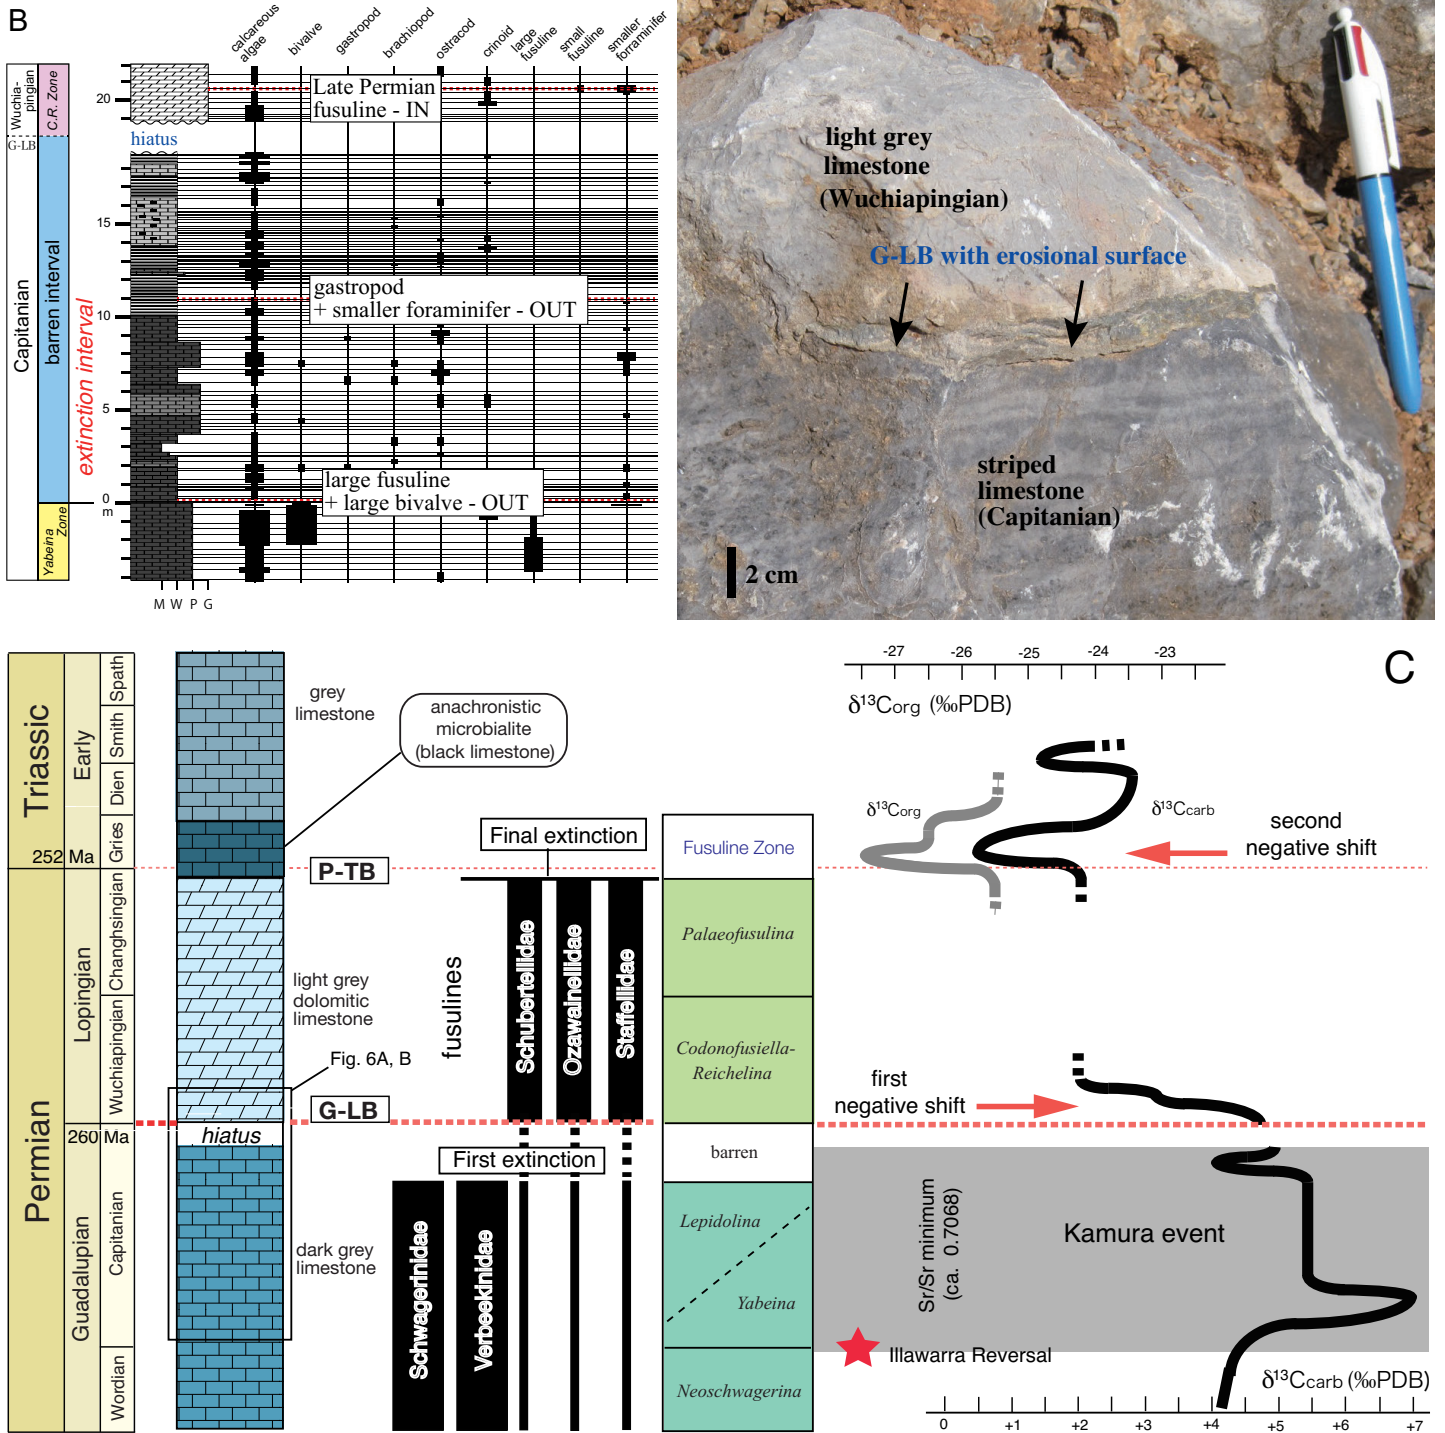 B
calcareous
algae
bivalve
gastropod
brachiopod
ostracod
crinoid
large
fusuline
small
fusuline
smaller
forraminifer
Wuchia-
pingian
C.R. Zone
G-LB
hiatus
Capitanian
barren interval
extinction interval
Yabeina
Zone
20
15
10
5
0
m
M W P G
Late Permian
fusuline - IN
gastropod
+ smaller foraminifer - OUT
large fusuline
+ large bivalve - OUT
light grey
limestone
(Wuchiapingian)
G-LB with erosional surface
striped
limestone
(Capitanian)
2 cm
C
Triassic
Early
Spath
Smith
Dien
Gries
252 Ma
Permian
Lopingian
Changhsingian
Wuchiapingian
260 Ma
Guadalupian
Capitanian
Wordian
grey
limestone
anachronistic
microbialite
(black limestone)
P-TB
light grey
dolomitic
limestone
Fig. 6A, B
G-LB
hiatus
dark grey
limestone
fusulines
Final extinction
Schubertellidae
Ozawainellidae
Staffellidae
First extinction
Schwagerinidae
Verbeekinidae
Fusuline Zone
Palaeofusulina
Codonofusiella-
Reichelina
barren
Lepidolina
Yabeina
Neoschwagerina
-27 -26 -25 -24 -23
δ¹³Corg (‰PDB)
δ¹³Corg
δ¹³Ccarb
second
negative shift
first
negative shift
Sr/Sr minimum
(ca. 0.7068)
Kamura event
Illawarra Reversal
δ¹³Ccarb (‰PDB)
0 +1 +2 +3 +4 +5 +6 +7